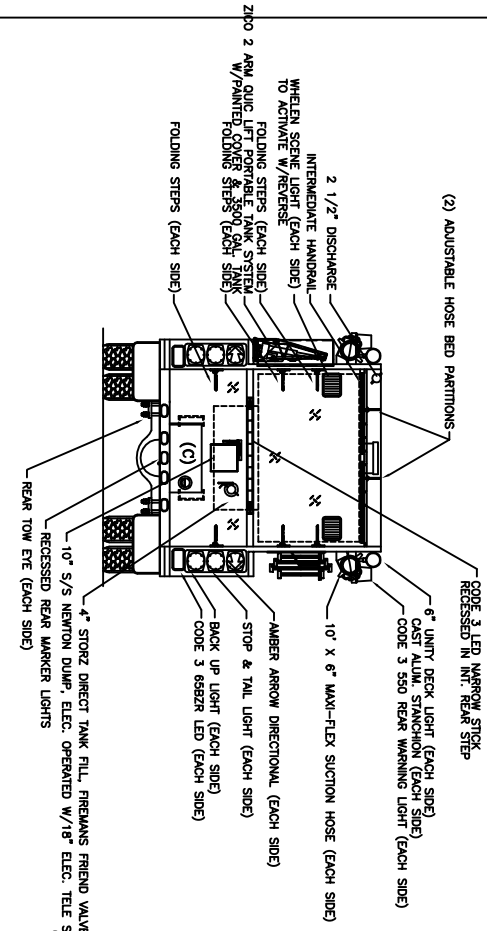 (2) ADJUSTABLE HOSE BED PARTITIONS
2 1/2" DISCHARGE
INTERMEDIATE HANDRAIL
WHELEN SCENE LIGHT (EACH SIDE)
TO ACTIVATE W/REVERSE
FOLDING STEPS (EACH SIDE)
ZICO 2 ARM QUIC LIFT PORTABLE TANK SYSTEM
W/PAINTED COVER & 3500 GAL. TANK
FOLDING STEPS (EACH SIDE)
FOLDING STEPS (EACH SIDE)
(C)
CODE 3 LED NARROW STICK
RECESSED IN INT. REAR STEP
6" UNITY DECK LIGHT (EACH SIDE)
CAST ALUM. STANCHION (EACH SIDE)
CODE 3 550 REAR WARNING LIGHT (EACH SIDE)
10' X 6" MAXI-FLEX SUCTION HOSE (EACH SIDE)
AMBER ARROW DIRECTIONAL (EACH SIDE)
STOP & TAIL LIGHT (EACH SIDE)
BACK UP LIGHT (EACH SIDE)
CODE 3 65BZR LED (EACH SIDE)
4" STORZ DIRECT TANK FILL, FIREMANS FRIEND VALVE
10" S/S NEWTON DUMP, ELEC. OPERATED W/18" ELEC. TELE S
RECESSED REAR MARKER LIGHTS
REAR TOW EYE (EACH SIDE)